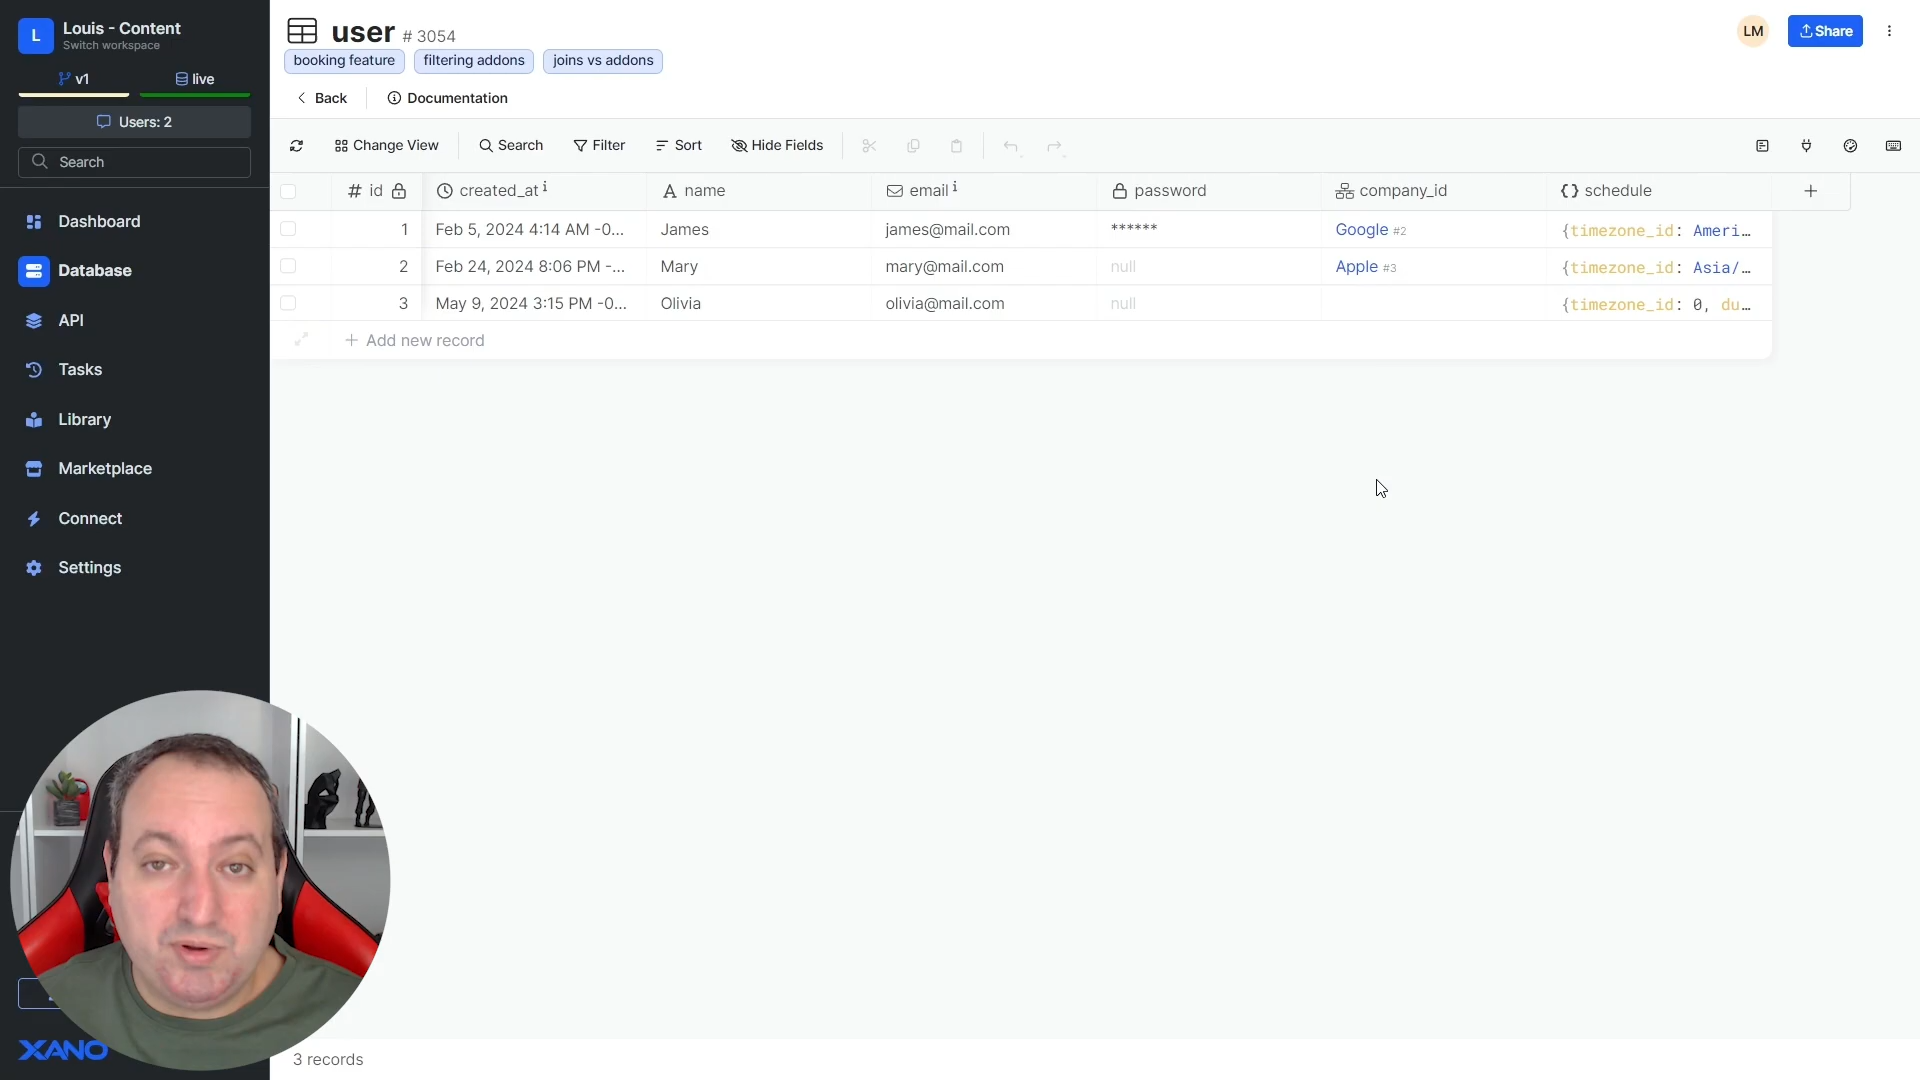 L
Louis - Content
Switch workspace
v1
live
Users: 2
Search
Dashboard
Database
API
Tasks
Library
Marketplace
Connect
Settings
XANO
user # 3054
booking feature
filtering addons
joins vs addons
Back
Documentation
LM
Share
Change View
Search
Filter
Sort
Hide Fields
# id
created_at i
name
email i
password
company_id
{} schedule
+
1 Feb 5, 2024 4:14 AM -0... James james@mail.com ****** Google #2 {timezone_id: Ameri...
2 Feb 24, 2024 8:06 PM -... Mary mary@mail.com null Apple #3 {timezone_id: Asia/...
3 May 9, 2024 3:15 PM -0... Olivia olivia@mail.com null {timezone_id: 0, du...
+ Add new record
3 records